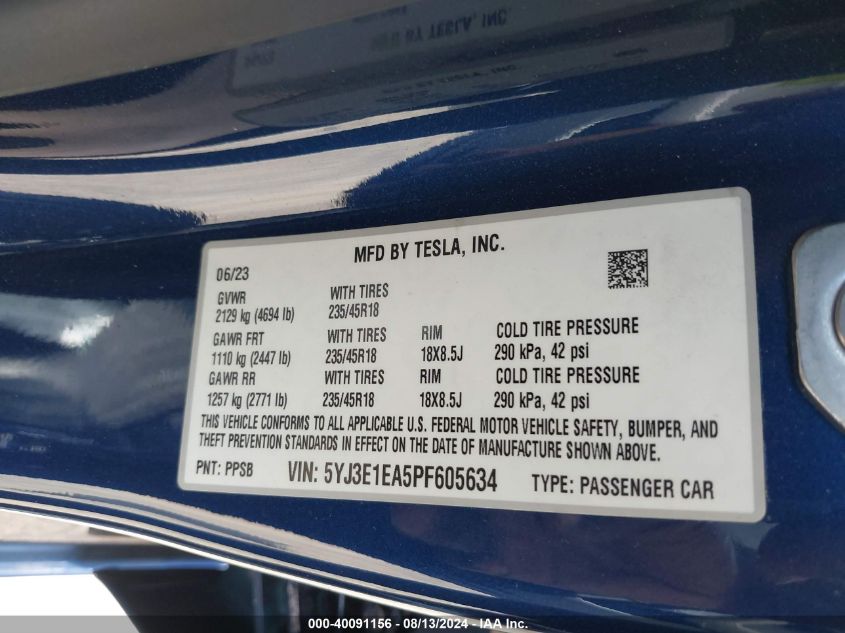 MFD BY TESLA, INC.
06/23
GVWR WITH TIRES
2129 kg (4694 lb) 235/45R18
GAWR FRT WITH TIRES RIM COLD TIRE PRESSURE
1110 kg (2447 lb) 235/45R18 18X8.5J 290 kPa, 42 psi
GAWR RR WITH TIRES RIM COLD TIRE PRESSURE
1257 kg (2771 lb) 235/45R18 18X8.5J 290 kPa, 42 psi
THIS VEHICLE CONFORMS TO ALL APPLICABLE U.S. FEDERAL MOTOR VEHICLE SAFETY, BUMPER, AND
THEFT PREVENTION STANDARDS IN EFFECT ON THE DATE OF MANUFACTURE SHOWN ABOVE.
PNT: PPSB VIN: 5YJ3E1EA5PF605634 TYPE: PASSENGER CAR
000-40091156 - 08/13/2024 - IAA Inc.